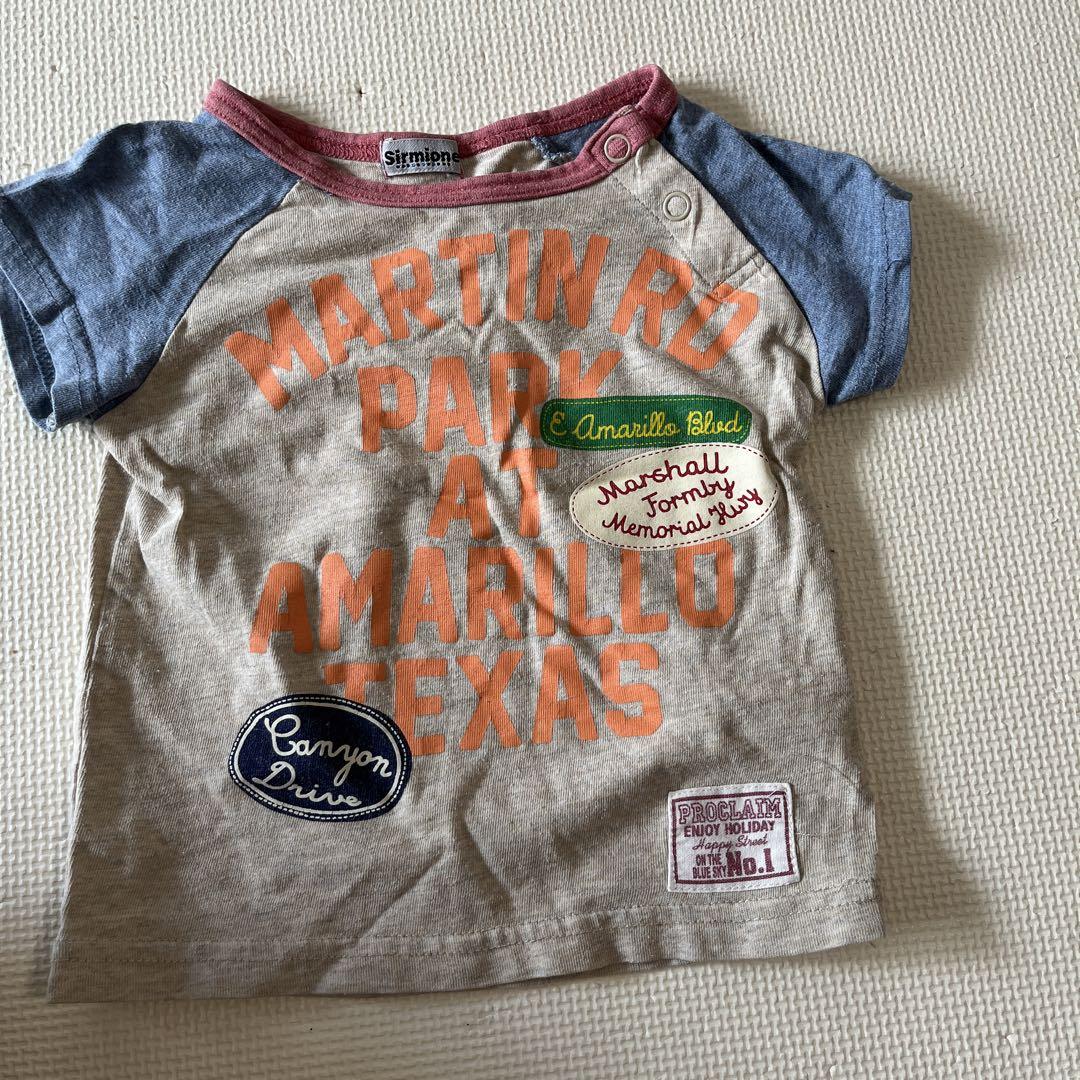 Sirmione
MARTIN RD
PARK
E Amarillo Blvd
AT
Marshall
Formby
Memorial Hwy
AMARILLO
TEXAS
Canyon
Drive
PROCLAIM
ENJOY HOLIDAY
Happy Street
ON THE
BLUE SKY No.1